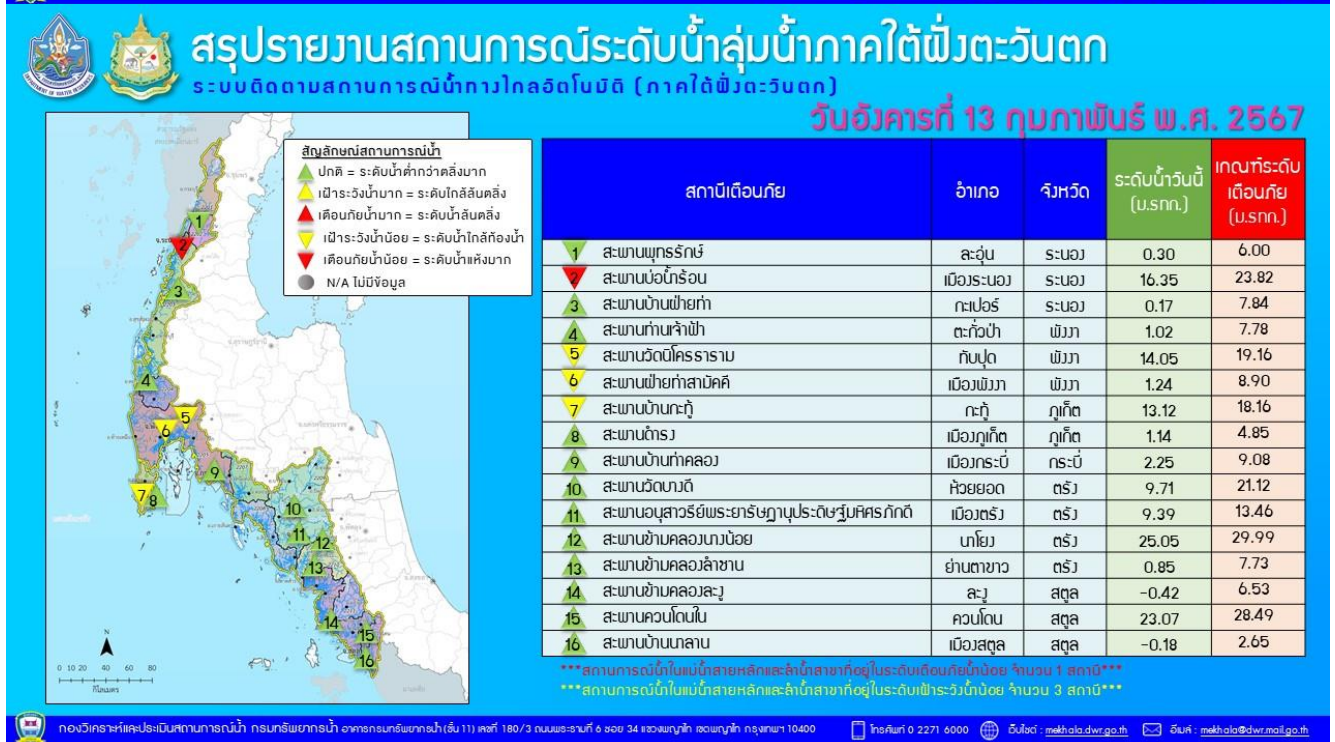 สรุปรายงานสถานการณ์ระดับน้ำลุ่มน้ำภาคใต้ฝั่งตะวันตก
ระบบติดตามสถานการณ์น้ำทางไกลอัตโนมัติ (ภาคใต้ฝั่งตะวันตก)
วันอังคารที่ 13 กุมภาพันธ์ พ.ศ. 2567
สัญลักษณ์สถานการณ์น้ำ
ปกติ = ระดับน้ำต่ำกว่าตลิ่งมาก
เฝ้าระวังน้ำมาก = ระดับใกล้ล้นตลิ่ง
เตือนภัยน้ำมาก = ระดับน้ำล้นตลิ่ง
เฝ้าระวังน้ำน้อย = ระดับน้ำใกล้ท้องน้ำ
เตือนภัยน้ำน้อย = ระดับน้ำแห้งมาก
N/A ไม่มีข้อมูล
1
2
3
4
5
6
7 8
9
10
11
12
13
14
15
16
N
0 10 20 40 60 80
กิโลเมตร
สถานีเตือนภัย อำเภอ จังหวัด ระดับน้ำวันนี้ (ม.รทก.) เกณฑ์ระดับเตือนภัย (ม.รทก.)
1 สะพานพุทธรักษ์ ละอุ่น ระนอง 0.30 6.00
2 สะพานบ่อน้ำร้อน เมืองระนอง ระนอง 16.35 23.82
3 สะพานบ้านฝ่ายท่า กะเปอร์ ระนอง 0.17 7.84
4 สะพานท่านเจ้าฟ้า ตะกั่วป่า พังงา 1.02 7.78
5 สะพานวัดนิโครธาราม ทับปุด พังงา 14.05 19.16
6 สะพานฝ่ายท่าสามัคคี เมืองพังงา พังงา 1.24 8.90
7 สะพานบ้านกะทู้ กะทู้ ภูเก็ต 13.12 18.16
8 สะพานดำรง เมืองภูเก็ต ภูเก็ต 1.14 4.85
9 สะพานบ้านท่าคลอง เมืองกระบี่ กระบี่ 2.25 9.08
10 สะพานวัดบางดี ห้วยยอด ตรัง 9.71 21.12
11 สะพานอนุสาวรีย์พระยารัษฎานุประดิษฐ์มหิศรภักดี เมืองตรัง ตรัง 9.39 13.46
12 สะพานข้ามคลองนางน้อย นาโยง ตรัง 25.05 29.99
13 สะพานข้ามคลองลำชาน ย่านตาขาว ตรัง 0.85 7.73
14 สะพานข้ามคลองละงู ละงู สตูล -0.42 6.53
15 สะพานควนโดนใน ควนโดน สตูล 23.07 28.49
16 สะพานบ้านนาลาน เมืองสตูล สตูล -0.18 2.65
***สถานการณ์น้ำในแม่น้ำสายหลักและลำน้ำสาขาที่อยู่ในระดับเตือนภัยน้ำน้อย จำนวน 1 สถานี***
***สถานการณ์น้ำในแม่น้ำสายหลักและลำน้ำสาขาที่อยู่ในระดับเฝ้าระวังน้ำน้อย จำนวน 3 สถานี***
กองวิเคราะห์และประเมินสถานการณ์น้ำ กรมทรัพยากรน้ำ อาคารกรมทรัพยากรน้ำ (ชั้น 11) เลขที่ 180/3 ถนนพระรามที่ 6 ซอย 34 แขวงพญาไท เขตพญาไท กรุงเทพฯ 10400 โทรศัพท์ 0 2271 6000 เว็บไซต์ : mekhala.dwr.go.th อีเมล์ : mekhala@dwr.mail.go.th